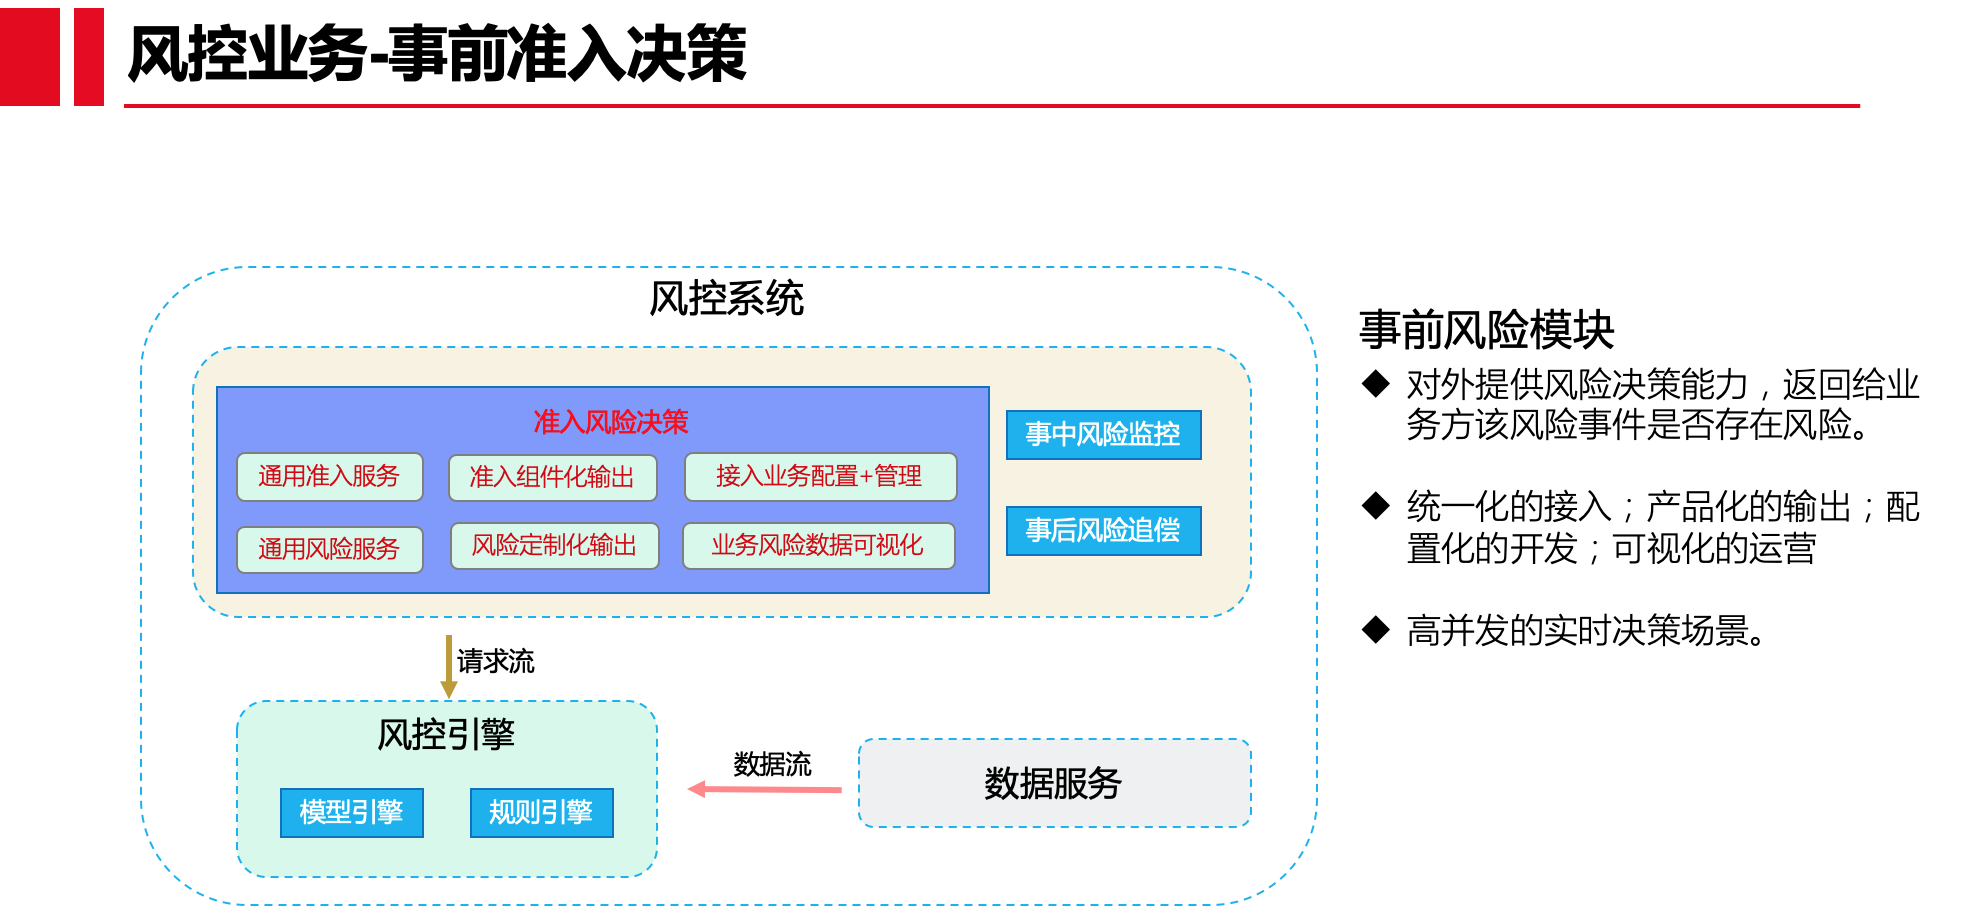 风控业务-事前准入决策
风控系统
准入风险决策
通用准入服务
准入组件化输出
接入业务配置+管理
通用风险服务
风险定制化输出
业务风险数据可视化
事中风险监控
事后风险追偿
请求流
风控引擎
模型引擎
规则引擎
数据流
数据服务
事前风险模块
◆ 对外提供风险决策能力，返回给业
务方该风险事件是否存在风险。
◆ 统一化的接入；产品化的输出；配
置化的开发；可视化的运营
◆ 高并发的实时决策场景。